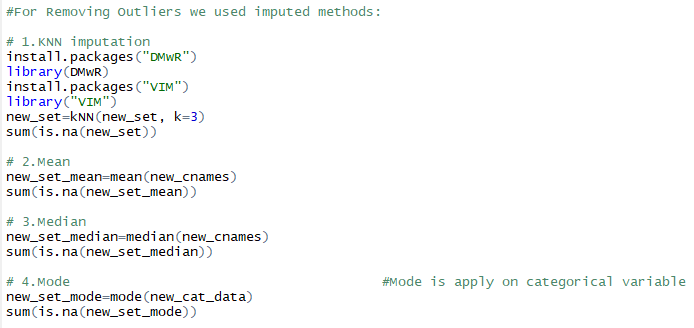 #For Removing Outliers we used imputed methods:
# 1.KNN imputation
install.packages("DMwR")
library(DMwR)
install.packages("VIM")
library("VIM")
new_set=kNN(new_set, k=3)
sum(is.na(new_set))
# 2.Mean
new_set_mean=mean(new_cnames)
sum(is.na(new_set_mean))
# 3.Median
new_set_median=median(new_cnames)
sum(is.na(new_set_median))
# 4.Mode #Mode is apply on categorical variable
new_set_mode=mode(new_cat_data)
sum(is.na(new_set_mode))